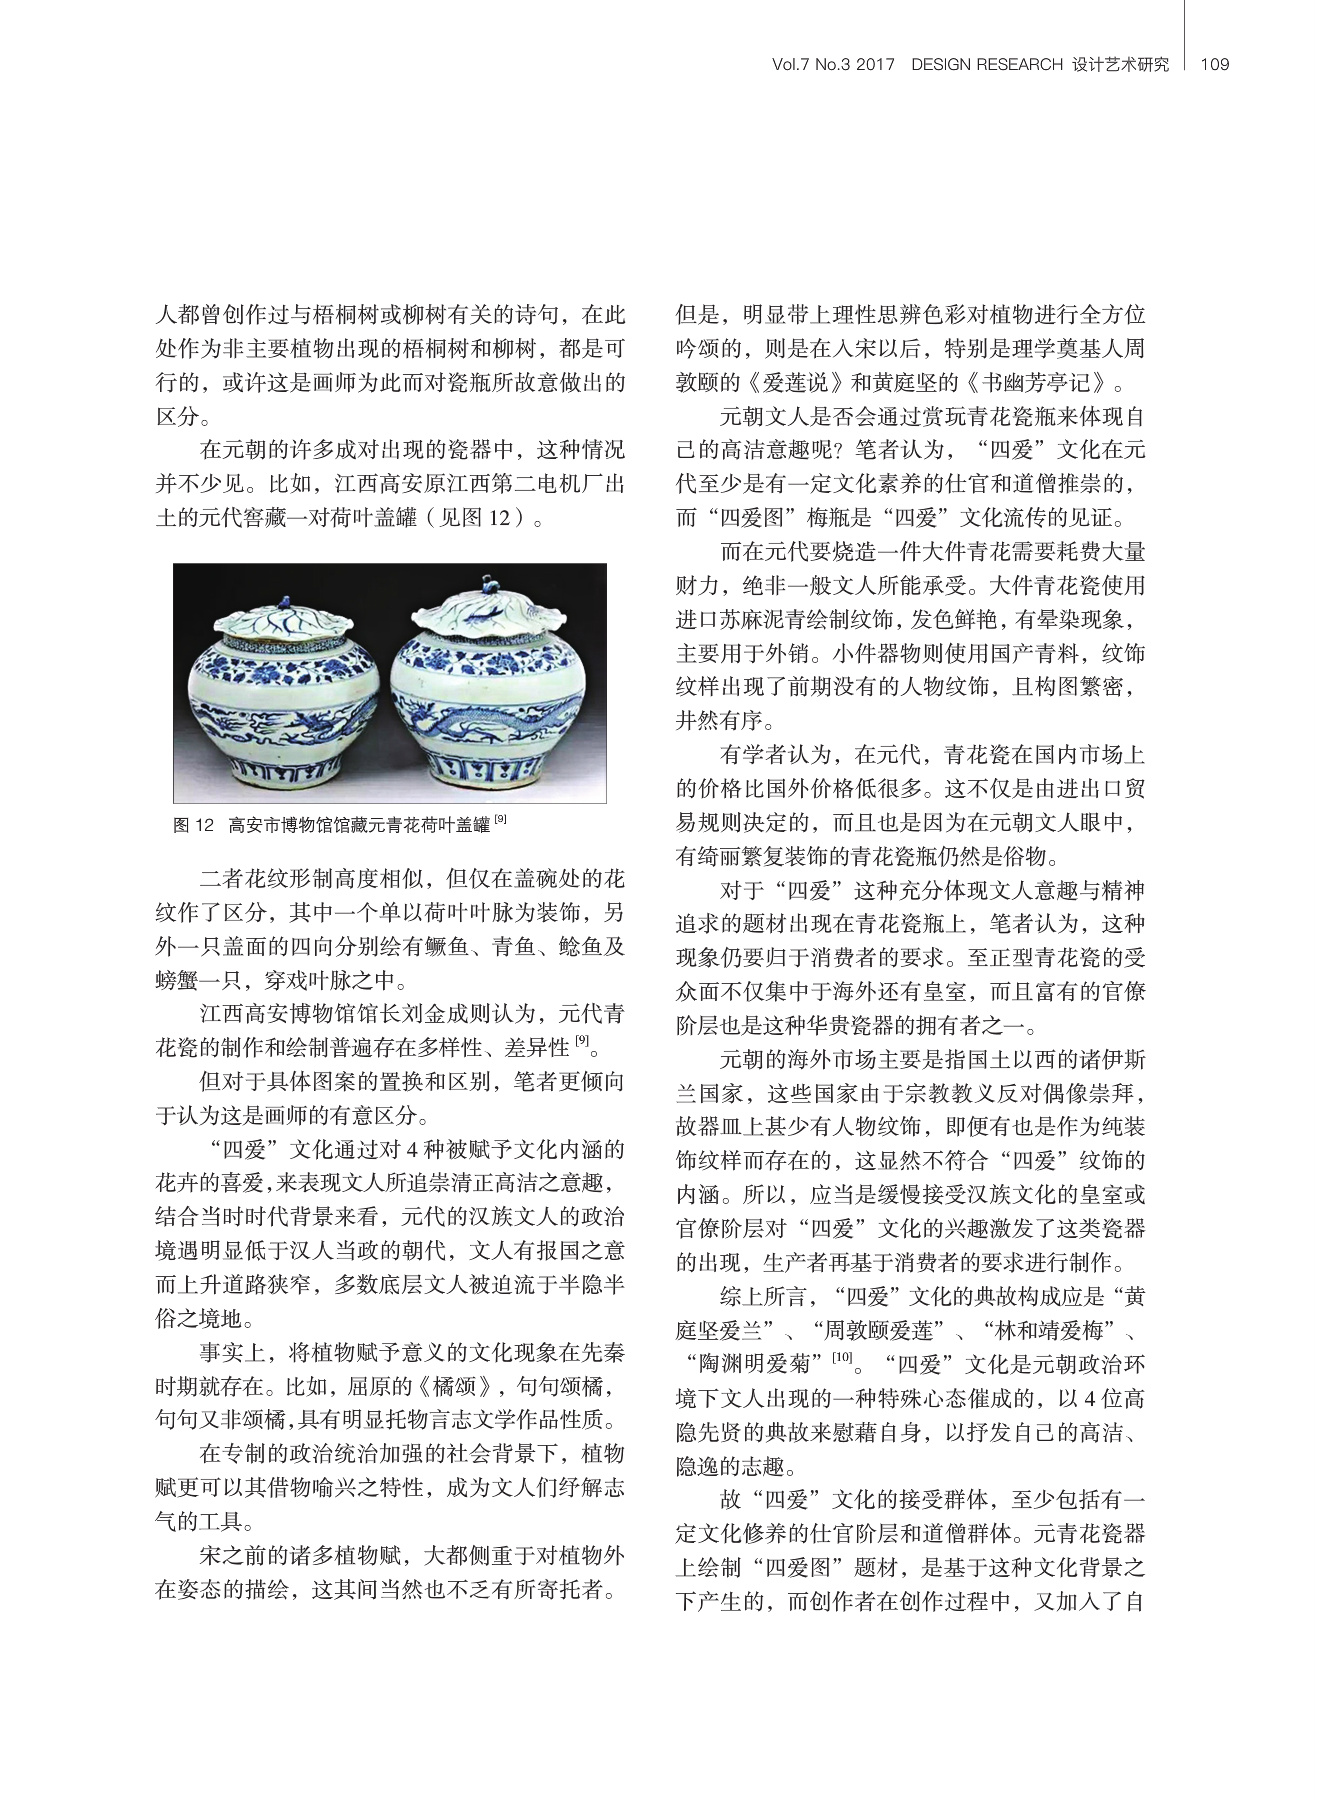 Vol.7 No.3 2017 DESIGN RESEARCH 设计艺术研究 109
人都曾创作过与梧桐树或柳树有关的诗句，在此
处作为非主要植物出现的梧桐树和柳树，都是可
行的，或许这是画师为此而对瓷瓶所故意做出的
区分。
在元朝的许多成对出现的瓷器中，这种情况
并不少见。比如，江西高安原江西第二电机厂出
土的元代窖藏一对荷叶盖罐（见图 12）。
图 12 高安市博物馆馆藏元青花荷叶盖罐 [9]
二者花纹形制高度相似，但仅在盖碗处的花
纹作了区分，其中一个单以荷叶叶脉为装饰，另
外一只盖面的四向分别绘有鳜鱼、青鱼、鲶鱼及
螃蟹一只，穿戏叶脉之中。
江西高安博物馆馆长刘金成则认为，元代青
花瓷的制作和绘制普遍存在多样性、差异性 [9]。
但对于具体图案的置换和区别，笔者更倾向
于认为这是画师的有意区分。
“四爱”文化通过对 4 种被赋予文化内涵的
花卉的喜爱，来表现文人所追崇清正高洁之意趣，
结合当时时代背景来看，元代的汉族文人的政治
境遇明显低于汉人当政的朝代，文人有报国之意
而上升道路狭窄，多数底层文人被迫流于半隐半
俗之境地。
事实上，将植物赋予意义的文化现象在先秦
时期就存在。比如，屈原的《橘颂》，句句颂橘，
句句又非颂橘，具有明显托物言志文学作品性质。
在专制的政治统治加强的社会背景下，植物
赋更可以其借物喻兴之特性，成为文人们纾解志
气的工具。
宋之前的诸多植物赋，大都侧重于对植物外
在姿态的描绘，这其间当然也不乏有所寄托者。
但是，明显带上理性思辨色彩对植物进行全方位
吟颂的，则是在入宋以后，特别是理学奠基人周
敦颐的《爱莲说》和黄庭坚的《书幽芳亭记》。
元朝文人是否会通过赏玩青花瓷瓶来体现自
己的高洁意趣呢？笔者认为，“四爱”文化在元
代至少是有一定文化素养的仕官和道僧推崇的，
而“四爱图”梅瓶是“四爱”文化流传的见证。
而在元代要烧造一件大件青花需要耗费大量
财力，绝非一般文人所能承受。大件青花瓷使用
进口苏麻泥青绘制纹饰，发色鲜艳，有晕染现象，
主要用于外销。小件器物则使用国产青料，纹饰
纹样出现了前期没有的人物纹饰，且构图繁密，
井然有序。
有学者认为，在元代，青花瓷在国内市场上
的价格比国外价格低很多。这不仅是由进出口贸
易规则决定的，而且也是因为在元朝文人眼中，
有绮丽繁复装饰的青花瓷瓶仍然是俗物。
对于“四爱”这种充分体现文人意趣与精神
追求的题材出现在青花瓷瓶上，笔者认为，这种
现象仍要归于消费者的要求。至正型青花瓷的受
众面不仅集中于海外还有皇室，而且富有的官僚
阶层也是这种华贵瓷器的拥有者之一。
元朝的海外市场主要是指国土以西的诸伊斯
兰国家，这些国家由于宗教教义反对偶像崇拜，
故器皿上甚少有人物纹饰，即便有也是作为纯装
饰纹样而存在的，这显然不符合“四爱”纹饰的
内涵。所以，应当是缓慢接受汉族文化的皇室或
官僚阶层对“四爱”文化的兴趣激发了这类瓷器
的出现，生产者再基于消费者的要求进行制作。
综上所言，“四爱”文化的典故构成应是“黄
庭坚爱兰”、“周敦颐爱莲”、“林和靖爱梅”、
“陶渊明爱菊”[10]。“四爱”文化是元朝政治环
境下文人出现的一种特殊心态催成的，以 4 位高
隐先贤的典故来慰藉自身，以抒发自己的高洁、
隐逸的志趣。
故“四爱”文化的接受群体，至少包括有一
定文化修养的仕官阶层和道僧群体。元青花瓷器
上绘制“四爱图”题材，是基于这种文化背景之
下产生的，而创作者在创作过程中，又加入了自